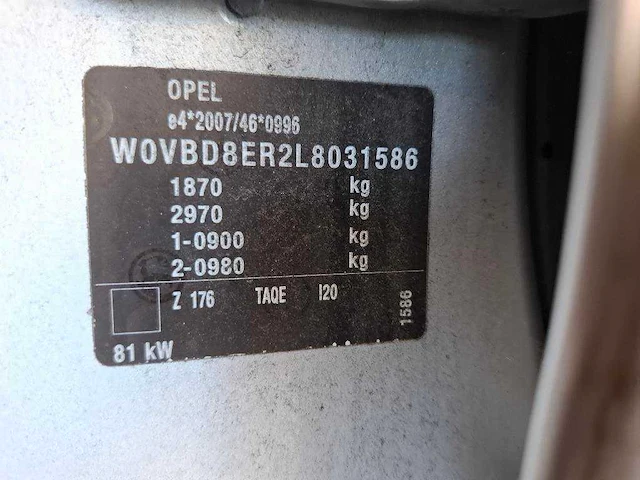 OPEL
e4*2007/46*0996
W0VBD8ER2L8031586
1870 kg
2970 kg
1-0900 kg
2-0980 kg
Z 176 TAQE I20
1586
81 kW